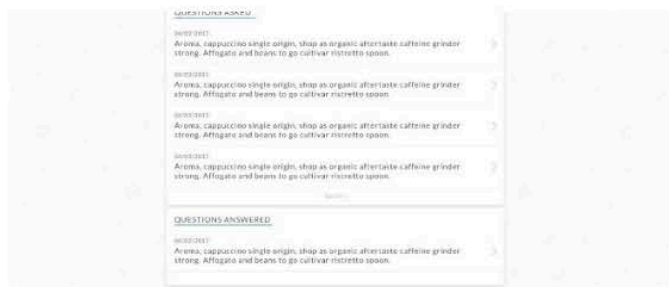 QUESTIONS ASKED
Aroma, cappuccino single origin, shop as organic aftertaste caffeine grinder
strong. Affogato and beans to go cultivar ristretto spoon.
Aroma, cappuccino single origin, shop as organic aftertaste caffeine grinder
strong. Affogato and beans to go cultivar ristretto spoon.
Aroma, cappuccino single origin, shop as organic aftertaste caffeine grinder
strong. Affogato and beans to go cultivar ristretto spoon.
Aroma, cappuccino single origin, shop as organic aftertaste caffeine grinder
strong. Affogato and beans to go cultivar ristretto spoon.
QUESTIONS ANSWERED
Aroma, cappuccino single origin, shop as organic aftertaste caffeine grinder
strong. Affogato and beans to go cultivar ristretto spoon.